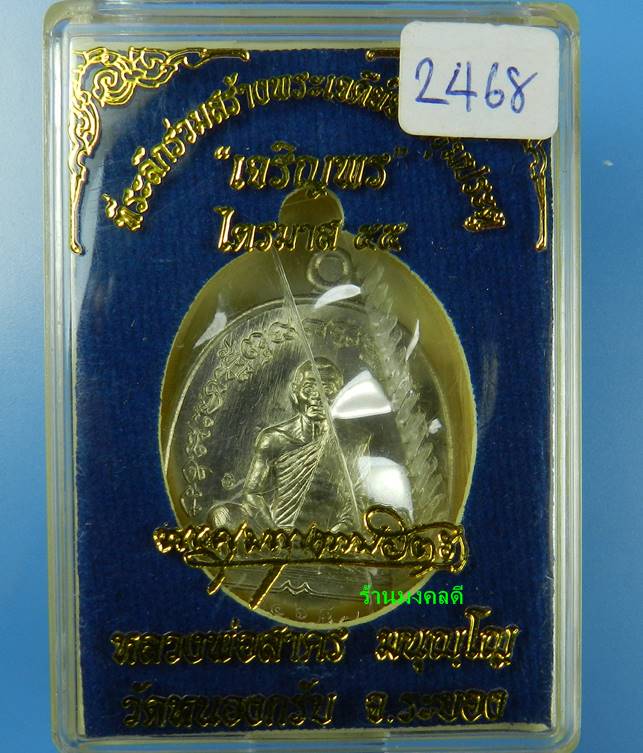 2468
ที่ระลึกร่วมสร้างพระเจดีย์
"เจริญพร"
ไตรมาส ๕๕
ร้านมงคลดี
หลวงพ่อสาคร มนุญฺโญ
วัดหนองกรับ จ.ระยอง